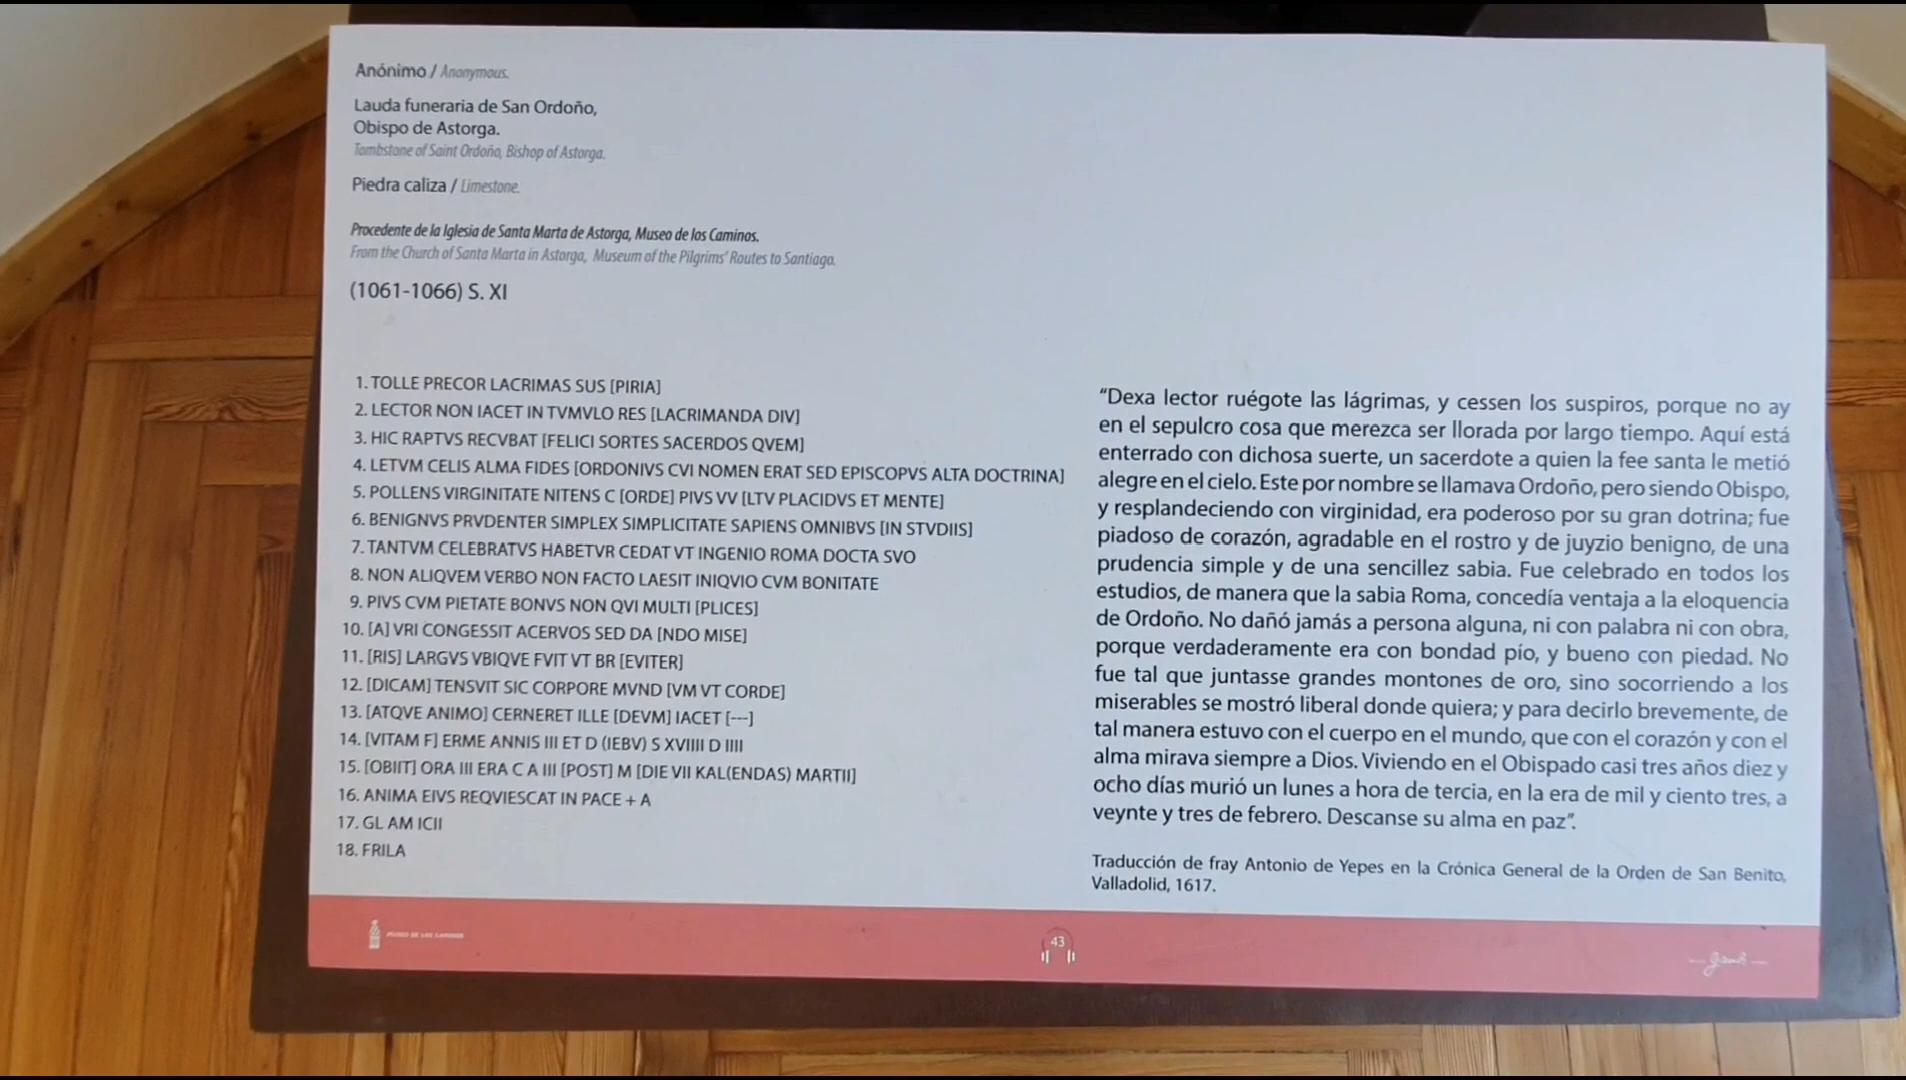 Anónimo / Anonymous.
Lauda funeraria de San Ordoño,
Obispo de Astorga.
Tombstone of Saint Ordoño, Bishop of Astorga.
Piedra caliza / Limestone.
Procedente de la Iglesia de Santa Marta de Astorga, Museo de los Caminos.
From the Church of Santa Marta in Astorga, Museum of the Pilgrims' Routes to Santiago.
(1061-1066) S. XI
1. TOLLE PRECOR LACRIMAS SUS [PIRIA]
2. LECTOR NON IACET IN TVMVLO RES [LACRIMANDA DIV]
3. HIC RAPTVS RECVBAT [FELICI SORTES SACERDOS QVEM]
4. LETVM CELIS ALMA FIDES [ORDONIVS CVI NOMEN ERAT SED EPISCOPVS ALTA DOCTRINA]
5. POLLENS VIRGINITATE NITENS C [ORDE] PIVS VV [LTV PLACIDVS ET MENTE]
6. BENIGNVS PRVDENTER SIMPLEX SIMPLICITATE SAPIENS OMNIBVS [IN STVDIIS]
7. TANTVM CELEBRATVS HABETVR CEDAT VT INGENIO ROMA DOCTA SVO
8. NON ALIQVEM VERBO NON FACTO LAESIT INIQVIO CVM BONITATE
9. PIVS CVM PIETATE BONVS NON QVI MULTI [PLICES]
10. [A] VRI CONGESSIT ACERVOS SED DA [NDO MISE]
11. [RIS] LARGVS VBIQVE FVIT VT BR [EVITER]
12. [DICAM] TENSVIT SIC CORPORE MVND [VM VT CORDE]
13. [ATQVE ANIMO] CERNERET ILLE [DEVM] IACET [---]
14. [VITAM F] ERME ANNIS III ET D (IEBV) S XVIIII D IIII
15. [OBIIT] ORA III ERA C A III [POST] M [DIE VII KAL(ENDAS) MARTII]
16. ANIMA EIVS REQVIESCAT IN PACE + A
17. GL AM ICII
18. FRILA
"Dexa lector ruégote las lágrimas, y cessen los suspiros, porque no ay
en el sepulcro cosa que merezca ser llorada por largo tiempo. Aquí está
enterrado con dichosa suerte, un sacerdote a quien la fee santa le metió
alegre en el cielo. Este por nombre se llamava Ordoño, pero siendo Obispo,
y resplandeciendo con virginidad, era poderoso por su gran dotrina; fue
piadoso de corazón, agradable en el rostro y de juyzio benigno, de una
prudencia simple y de una sencillez sabia. Fue celebrado en todos los
estudios, de manera que la sabia Roma, concedía ventaja a la eloquencia
de Ordoño. No dañó jamás a persona alguna, ni con palabra ni con obra,
porque verdaderamente era con bondad pío, y bueno con piedad. No
fue tal que juntasse grandes montones de oro, sino socorriendo a los
miserables se mostró liberal donde quiera; y para decirlo brevemente, de
tal manera estuvo con el cuerpo en el mundo, que con el corazón y con el
alma mirava siempre a Dios. Viviendo en el Obispado casi tres años diez y
ocho días murió un lunes a hora de tercia, en la era de mil y ciento tres, a
veynte y tres de febrero. Descanse su alma en paz".
Traducción de fray Antonio de Yepes en la Crónica General de la Orden de San Benito,
Valladolid, 1617.
MUSEO DE LOS CAMINOS
43